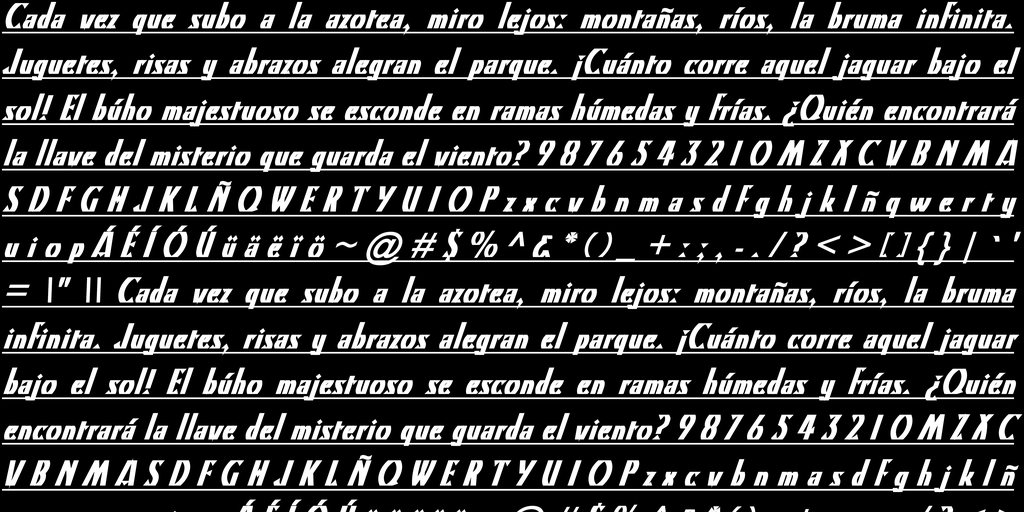 Cada vez que subo a la azotea, miro lejos: montañas, ríos, la bruma infinita.
Juguetes, risas y abrazos alegran el parque. ¡Cuánto corre aquel jaguar bajo el
sol! El búho majestuoso se esconde en ramas húmedas y frías. ¿Quién encontrará
la llave del misterio que guarda el viento? 9 8 7 6 5 4 3 2 1 0 M Z X C V B N M A
S D F G H J K L Ñ Q W E R T Y U I O P z x c v b n m a s d f g h j k l ñ q w e r t y
u i o p Á É Í Ó Ú ü ä ë ï ö ~ @ # $ % ^ & * ( ) _ + : ; , - . / ? < > [ ] { } | ` '
= \ " || Cada vez que subo a la azotea, miro lejos: montañas, ríos, la bruma
infinita. Juguetes, risas y abrazos alegran el parque. ¡Cuánto corre aquel jaguar
bajo el sol! El búho majestuoso se esconde en ramas húmedas y frías. ¿Quién
encontrará la llave del misterio que guarda el viento? 9 8 7 6 5 4 3 2 1 0 M Z X C
V B N M A S D F G H J K L Ñ Q W E R T Y U I O P z x c v b n m a s d f g h j k l ñ